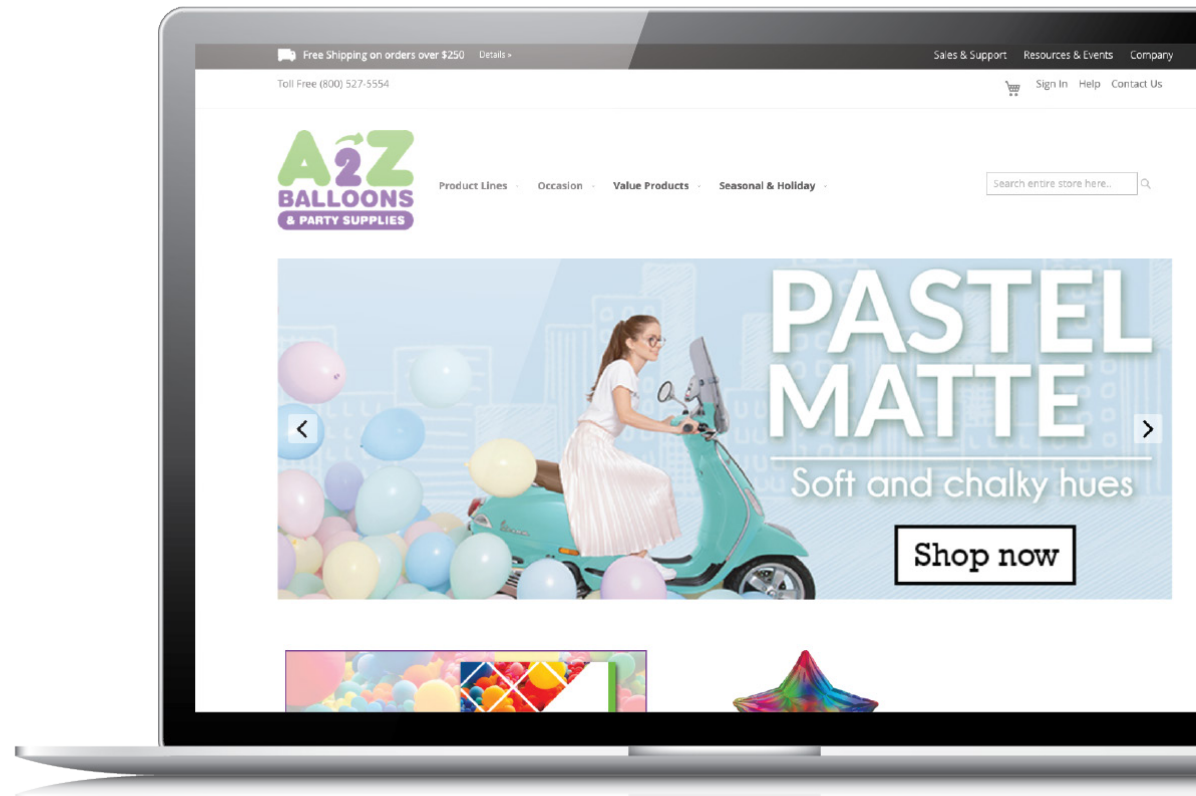 Free Shipping on orders over $250 Details »
Sales & Support Resources & Events Company
Toll Free (800) 527-5554
Sign In Help Contact Us
A2Z
BALLOONS
& PARTY SUPPLIES
Product Lines Occasion Value Products Seasonal & Holiday
Search entire store here...
PASTEL
MATTE
Soft and chalky hues
Shop now
Vespa